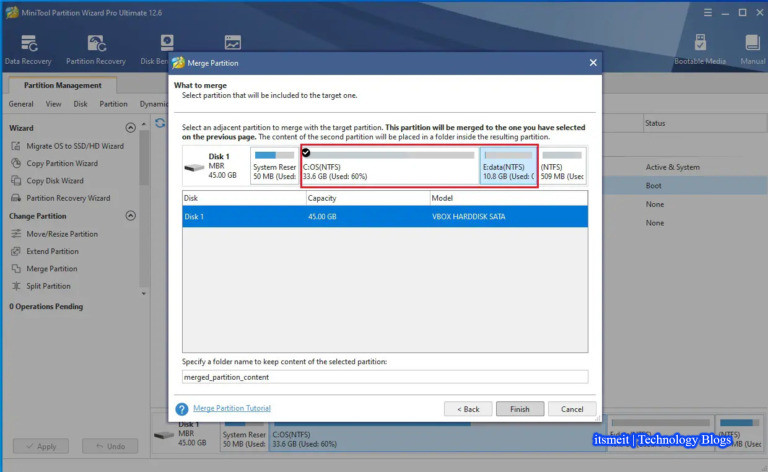 MiniTool Partition Wizard Pro Ultimate 12.6
Data Recovery
Partition Recovery
Disk Ben
Bootable Media
Manual
Partition Management
General View Disk Partition Dynamic
Wizard
Migrate OS to SSD/HD Wizard
Copy Partition Wizard
Copy Disk Wizard
Partition Recovery Wizard
Change Partition
Move/Resize Partition
Extend Partition
Merge Partition
Split Partition
0 Operations Pending
Apply
Undo
Status
Active & System
Boot
None
None
Merge Partition
What to merge
Select partition that will be included to the target one.
Select an adjacent partition to merge with the target partition. This partition will be merged to the one you have selected
on the previous page. The content of the second partition will be placed in a folder inside the resulting partition.
Disk 1
MBR
45.00 GB
System Reser
50 MB (Used:
C:OS(NTFS)
33.6 GB (Used: 60%)
E:data(NTFS)
10.8 GB (Used: 0
(NTFS)
509 MB (Usec
Disk Capacity Model
Disk 1 45.00 GB VBOX HARDDISK SATA
Specify a folder name to keep content of the selected partition:
merged_partition_content
Merge Partition Tutorial
< Back
Finish
Cancel
Disk 1
MBR
45.00 GB
System Reser
50 MB (Used:
C:OS(NTFS)
33.6 GB (Used: 60%)
itsmeit | Technology Blogs